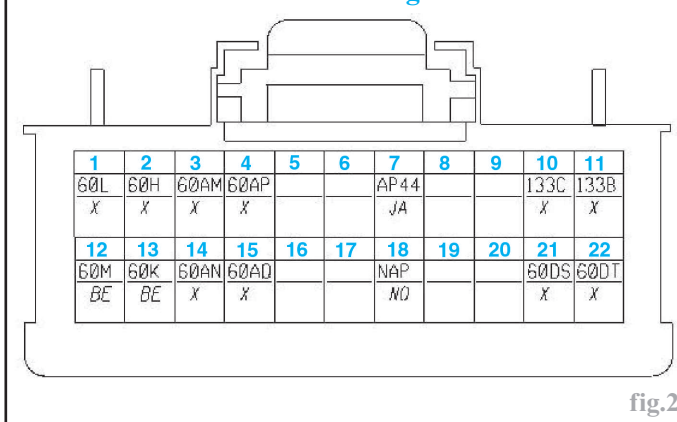 1 2 3 4 5 6 7 8 9 10 11
60L 60H 60AM 60AP AP44 133C 133B
X X X X JA X X
12 13 14 15 16 17 18 19 20 21 22
60M 60K 60AN 60AD NAP 60DS 60DT
BE BE X X NO X X
fig.2